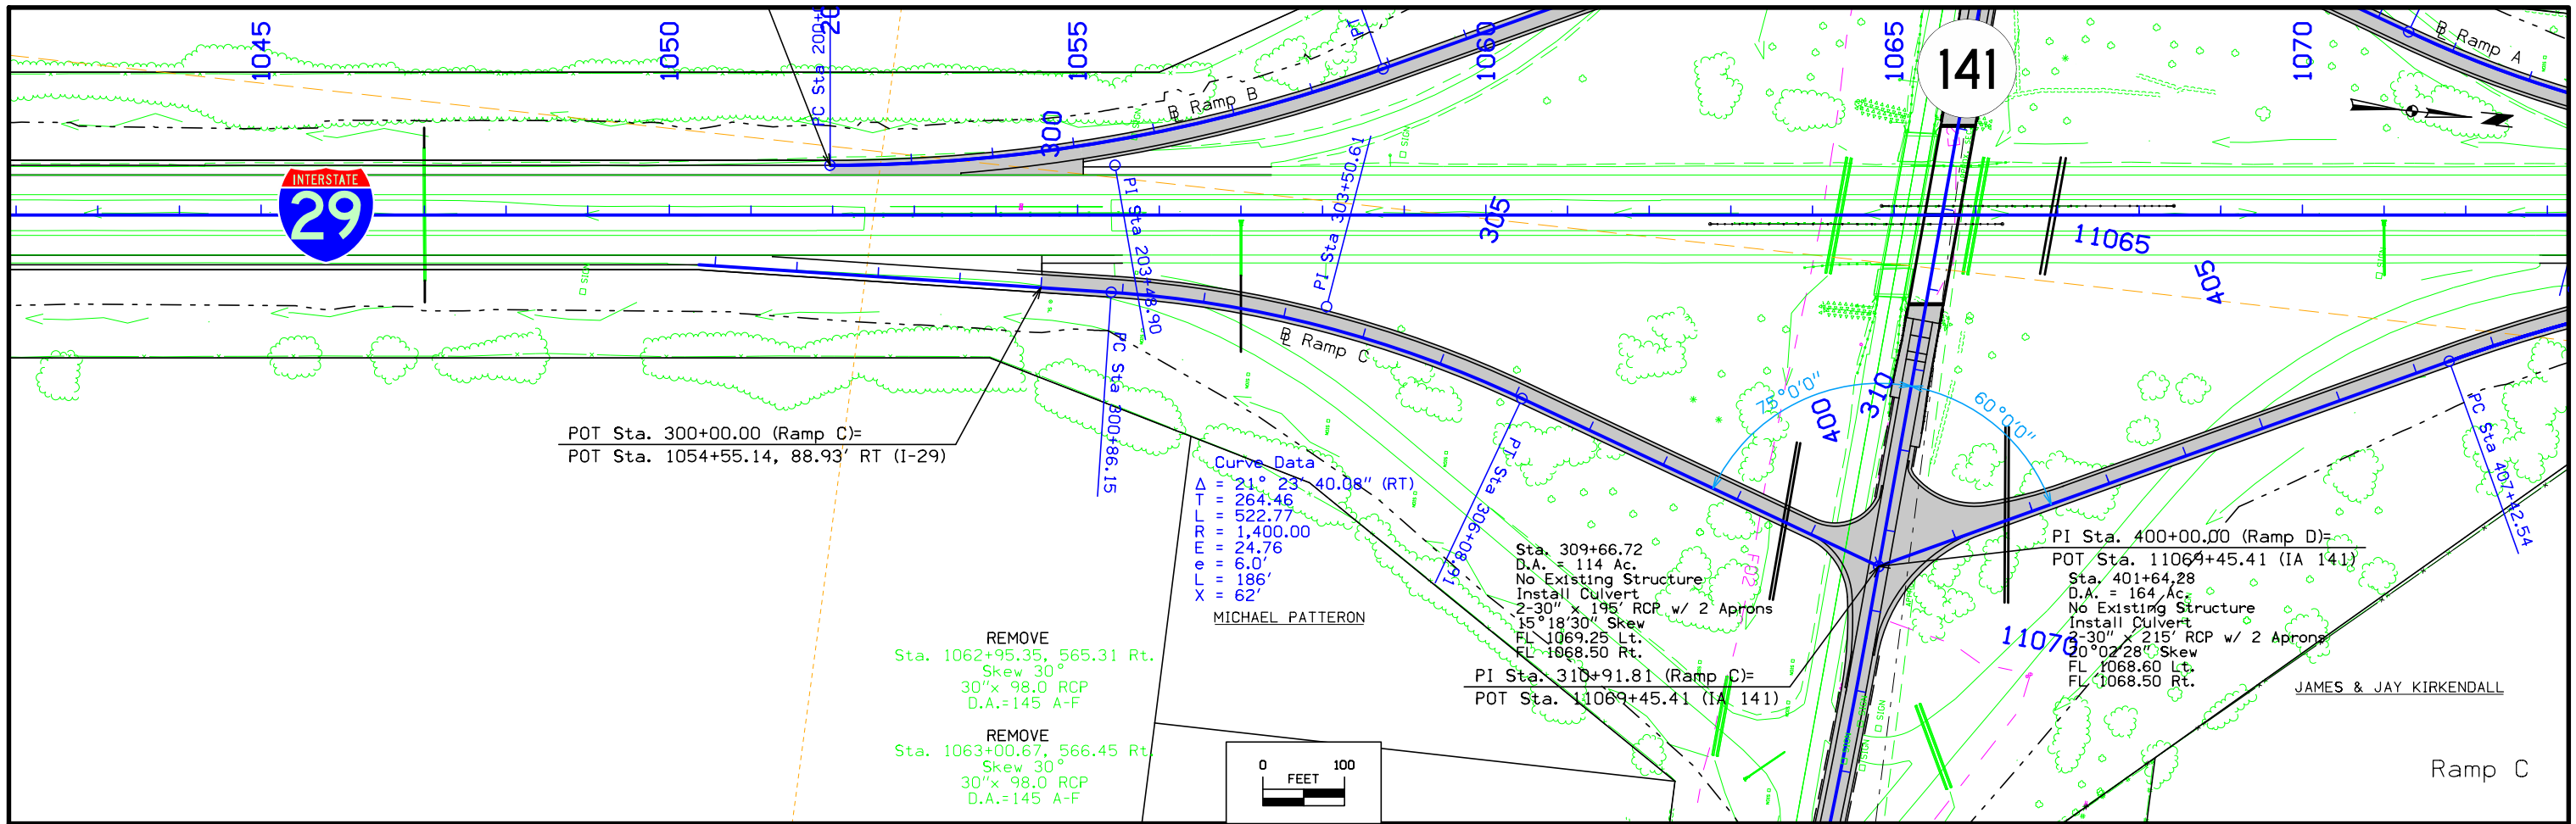 1045
1050
1055
1060
1065
1070
141
INTERSTATE
29
PC Sta 200+
20
PT
300
305
310
400
405
11065
11070
B Ramp B
B Ramp A
B Ramp C
PI Sta 203+48.90
PI Sta 303+50.61
PC Sta 300+86.15
PT Sta 306+08.91
PC Sta 407+42.54
75°0'0"
60°0'0"
SIGN
SIGN
SIGN
SIGN
SIGN
SIGN
F02
POT Sta. 300+00.00 (Ramp C)=
POT Sta. 1054+55.14, 88.93' RT (I-29)
Curve Data
Δ = 21° 23' 40.08" (RT)
T = 264.46
L = 522.77
R = 1,400.00
E = 24.76
e = 6.0'
L = 186'
X = 62'
MICHAEL PATTERON
Sta. 309+66.72
D.A. = 114 Ac.
No Existing Structure
Install Culvert
2-30" x 195' RCP w/ 2 Aprons
15°18'30" Skew
FL 1069.25 Lt.
FL 1068.50 Rt.
PI Sta. 310+91.81 (Ramp C)=
POT Sta. 11069+45.41 (IA 141)
PI Sta. 400+00.00 (Ramp D)=
POT Sta. 11069+45.41 (IA 141)
Sta. 401+64.28
D.A. = 164 Ac.
No Existing Structure
Install Culvert
2-30" x 215' RCP w/ 2 Aprons
20°02'28" Skew
FL 1068.60 Lt.
FL 1068.50 Rt.
JAMES & JAY KIRKENDALL
REMOVE
Sta. 1062+95.35, 565.31 Rt.
Skew 30°
30"x 98.0 RCP
D.A.=145 A-F
REMOVE
Sta. 1063+00.67, 566.45 Rt.
Skew 30°
30"x 98.0 RCP
D.A.=145 A-F
0 100
FEET
Ramp C